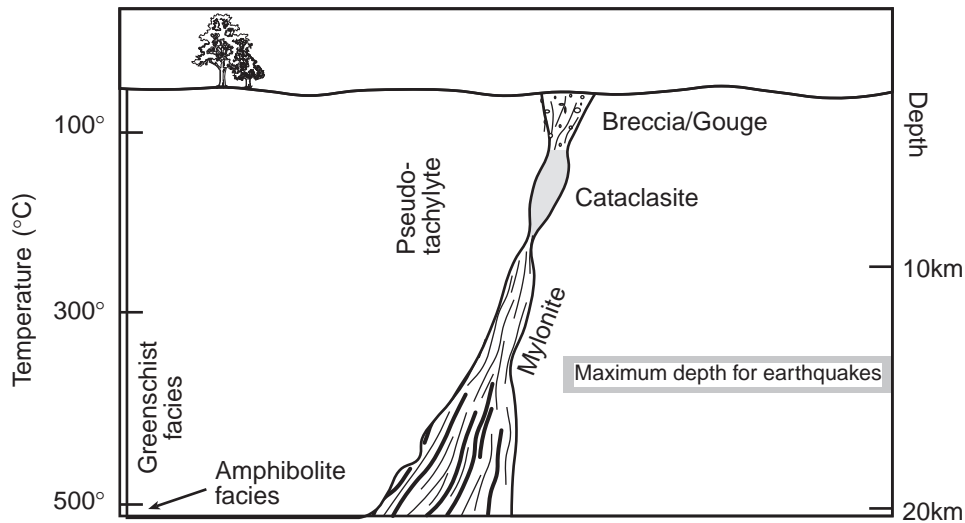 Breccia/Gouge
Depth
100°
Pseudo-
tachylyte
Cataclasite
Temperature (°C)
10km
300°
Mylonite
Maximum depth for earthquakes
Greenschist
facies
Amphibolite
facies
500°
20km